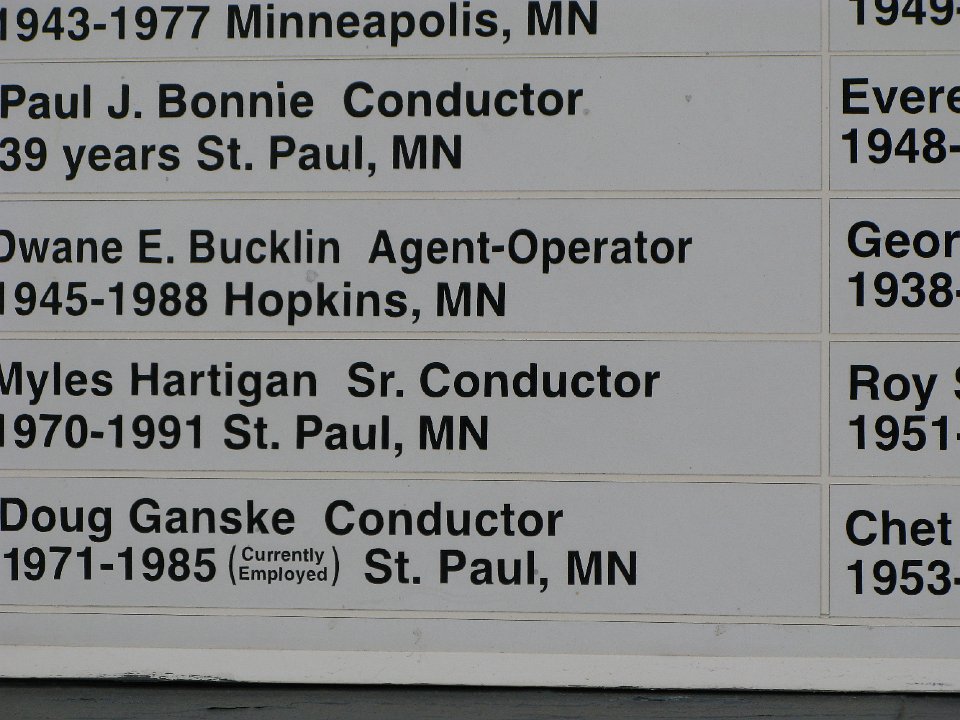 1943-1977 Minneapolis, MN
Paul J. Bonnie Conductor
39 years St. Paul, MN
Dwane E. Bucklin Agent-Operator
1945-1988 Hopkins, MN
Myles Hartigan Sr. Conductor
1970-1991 St. Paul, MN
Doug Ganske Conductor
1971-1985 (Currently Employed) St. Paul, MN
1949-
1948-
1938-
Roy
1951-
Chet
1953-